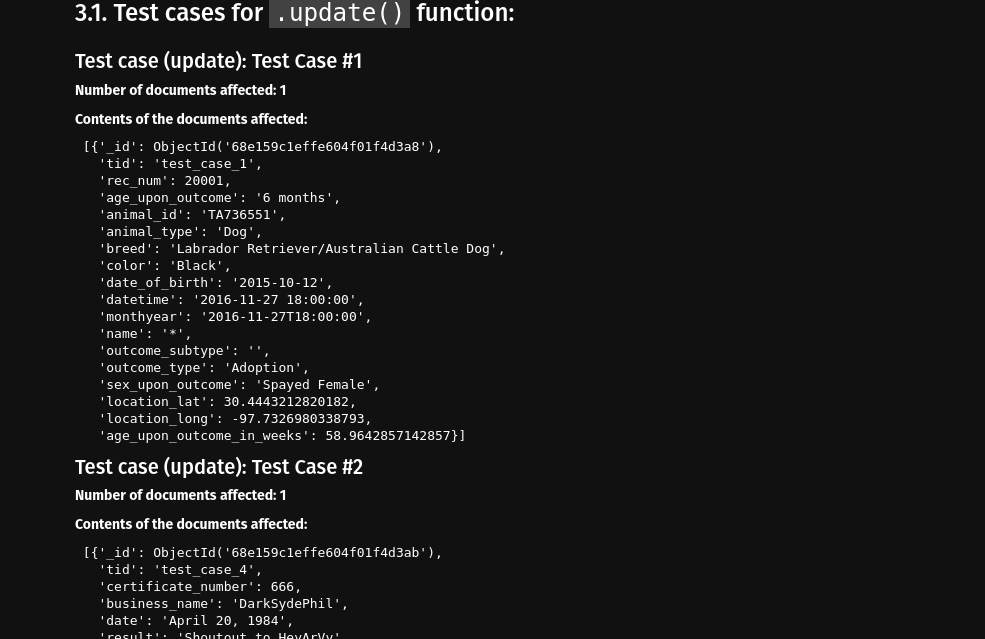 3.1. Test cases for .update() function:
Test case (update): Test Case #1
Number of documents affected: 1
Contents of the documents affected:
[{'_id': ObjectId('68e159c1effe604f01f4d3a8'),
'tid': 'test_case_1',
'rec_num': 20001,
'age_upon_outcome': '6 months',
'animal_id': 'TA736551',
'animal_type': 'Dog',
'breed': 'Labrador Retriever/Australian Cattle Dog',
'color': 'Black',
'date_of_birth': '2015-10-12',
'datetime': '2016-11-27 18:00:00',
'monthyear': '2016-11-27T18:00:00',
'name': '*',
'outcome_subtype': '',
'outcome_type': 'Adoption',
'sex_upon_outcome': 'Spayed Female',
'location_lat': 30.4443212820182,
'location_long': -97.7326980338793,
'age_upon_outcome_in_weeks': 58.9642857142857}]
Test case (update): Test Case #2
Number of documents affected: 1
Contents of the documents affected:
[{'_id': ObjectId('68e159c1effe604f01f4d3ab'),
'tid': 'test_case_4',
'certificate_number': 666,
'business_name': 'DarkSydePhil',
'date': 'April 20, 1984',
'result': 'Shoutout to HeyArVy'